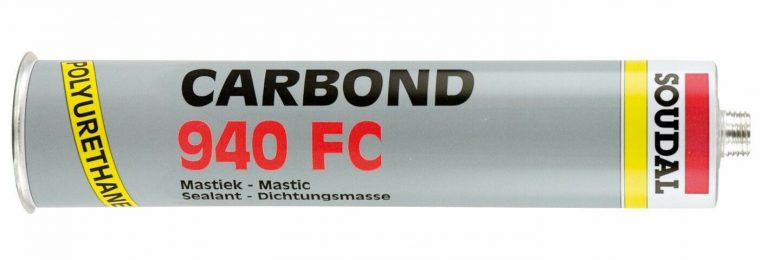 POLYURETHANE
CARBOND
940 FC
Mastiek - Mastic
Sealant - Dichtungsmasse
SOUDAL